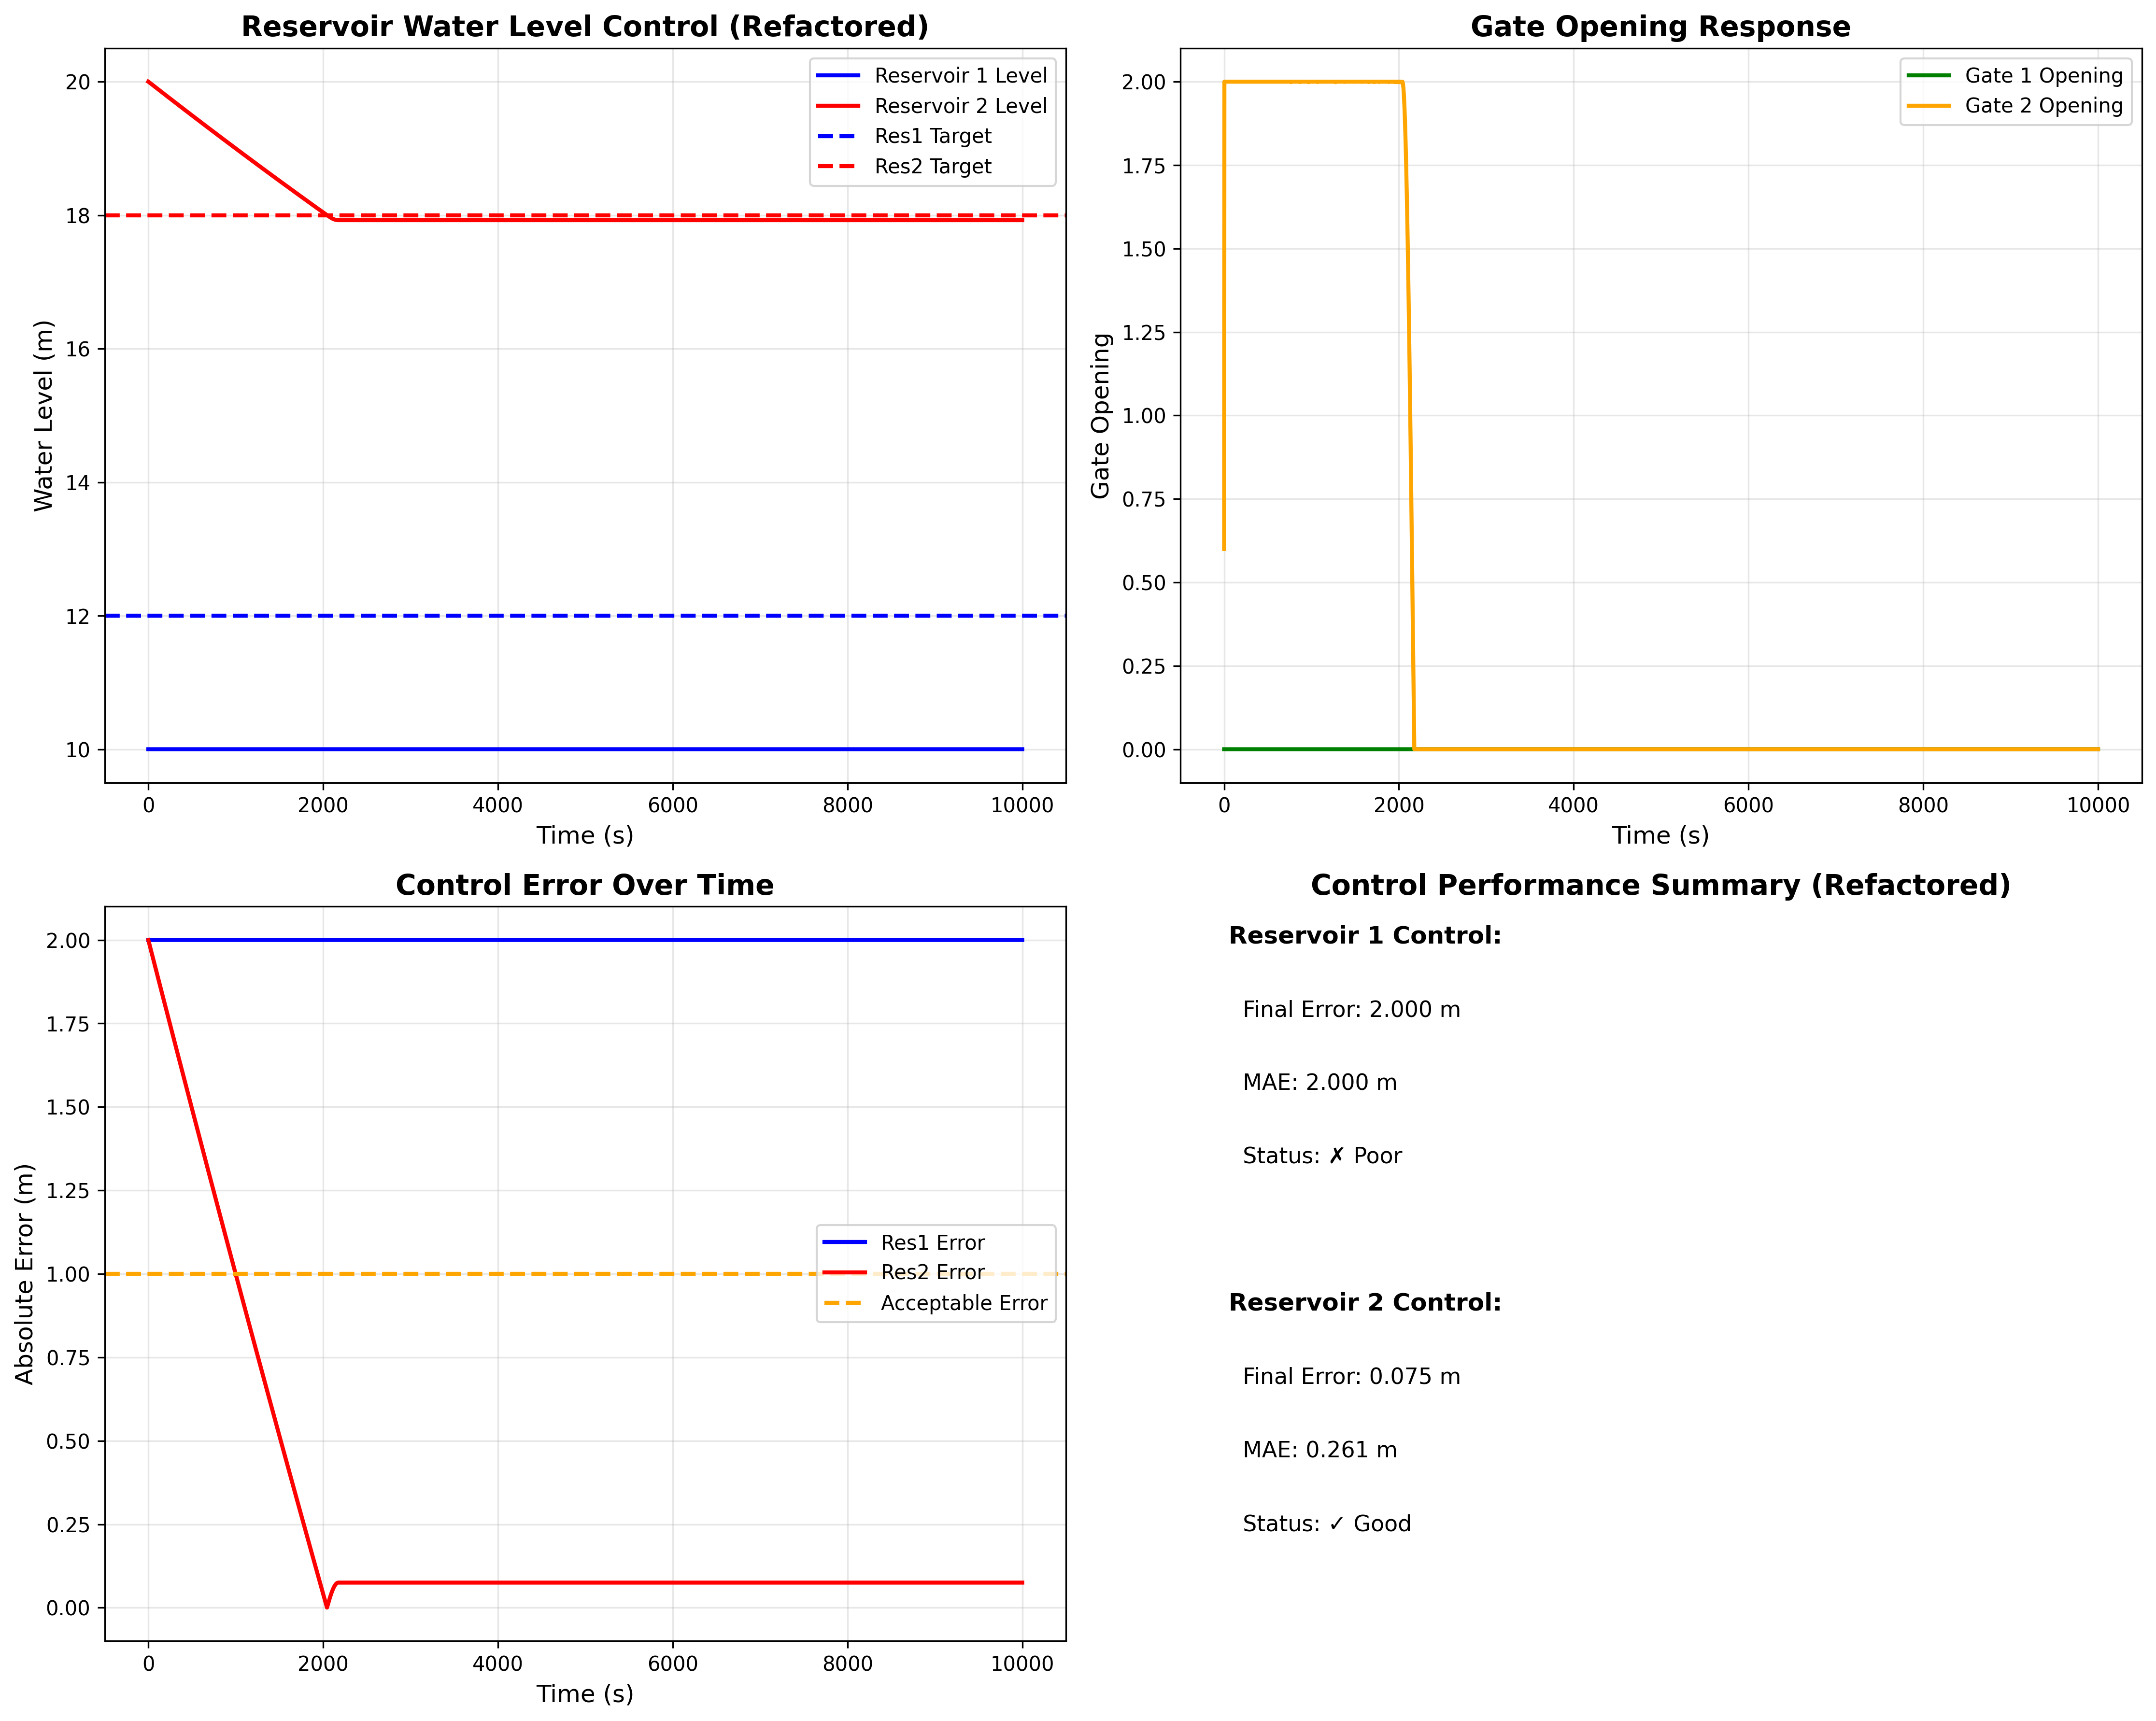 Reservoir Water Level Control (Refactored)
Water Level (m)
20
18
16
14
12
10
Reservoir 1 Level
Reservoir 2 Level
Res1 Target
Res2 Target
0 2000 4000 6000 8000 10000
Time (s)
Gate Opening Response
Gate Opening
2.00
1.75
1.50
1.25
1.00
0.75
0.50
0.25
0.00
Gate 1 Opening
Gate 2 Opening
0 2000 4000 6000 8000 10000
Time (s)
Control Error Over Time
Absolute Error (m)
2.00
1.75
1.50
1.25
1.00
0.75
0.50
0.25
0.00
Res1 Error
Res2 Error
Acceptable Error
0 2000 4000 6000 8000 10000
Time (s)
Control Performance Summary (Refactored)
Reservoir 1 Control:
Final Error: 2.000 m
MAE: 2.000 m
Status: ✗ Poor
Reservoir 2 Control:
Final Error: 0.075 m
MAE: 0.261 m
Status: ✓ Good